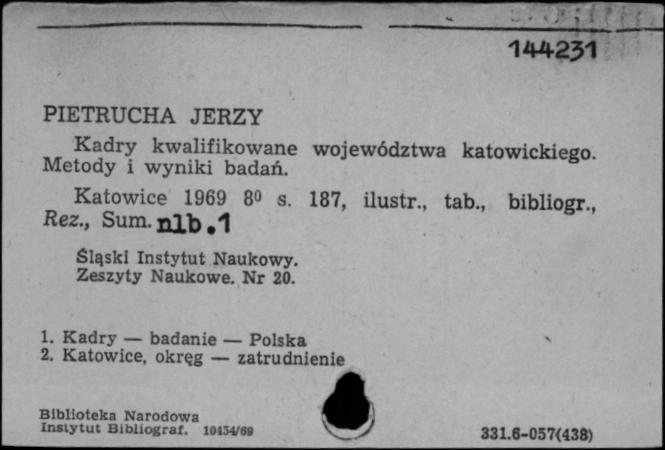 144231
PIETRUCHA JERZY
Kadry kwalifikowane województwa katowickiego.
Metody i wyniki badań.
Katowice 1969 8⁰ s. 187, ilustr., tab., bibliogr.,
Rez., Sum. nlb.1
Śląski Instytut Naukowy.
Zeszyty Naukowe. Nr 20.
1. Kadry — badanie — Polska
2. Katowice, okręg — zatrudnienie
Biblioteka Narodowa
Instytut Bibliograf. 10434/69
331.6-057(438)